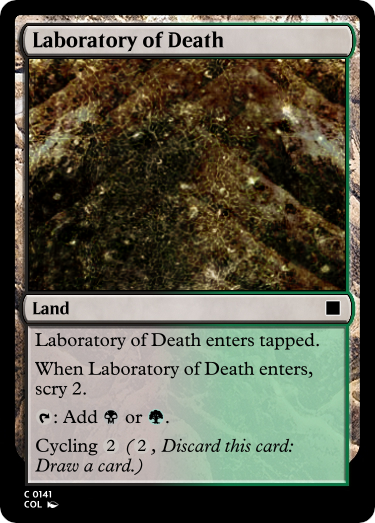 Laboratory of Death
Land
Laboratory of Death enters tapped.
When Laboratory of Death enters,
scry 2.
: Add or .
Cycling 2 (2, Discard this card:
Draw a card.)
C 0141
COL